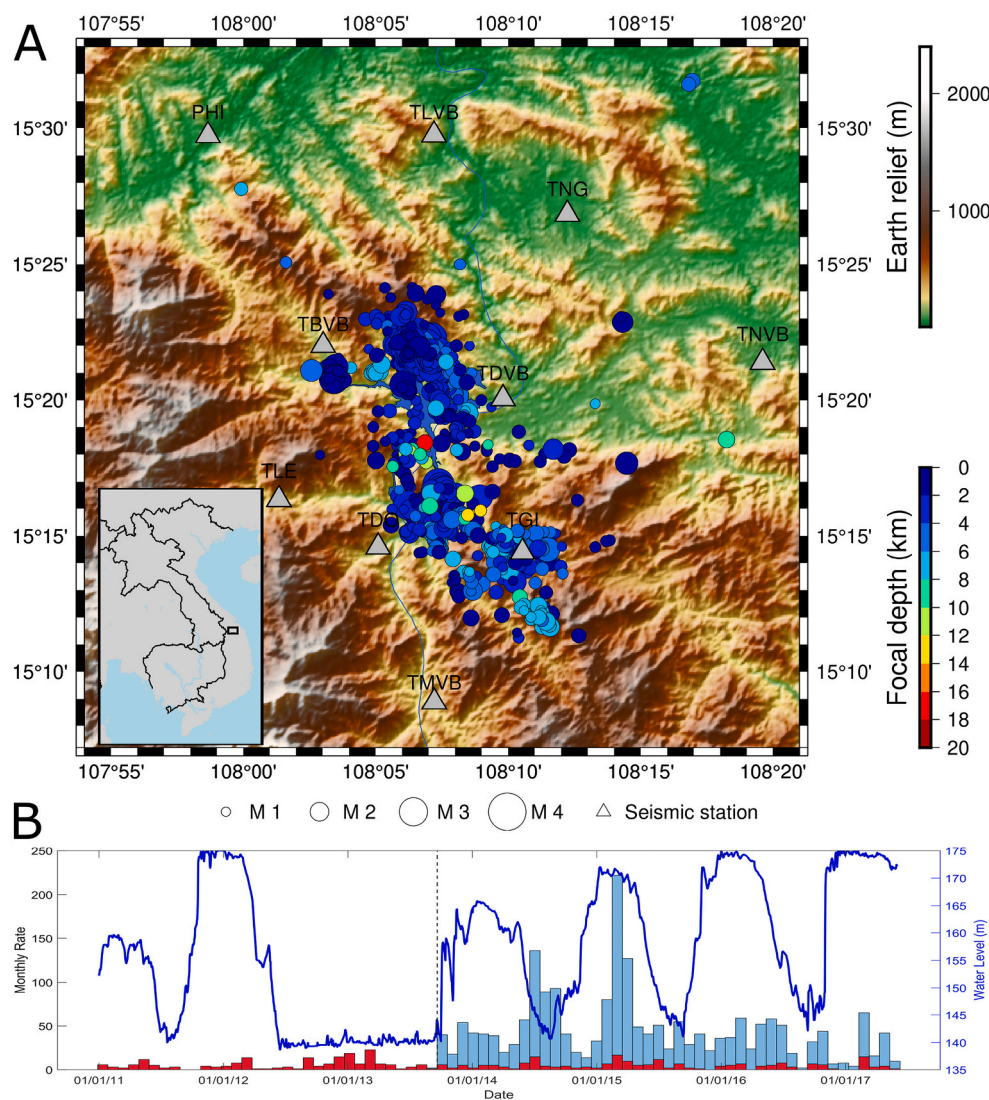 A
107°55' 108°00' 108°05' 108°10' 108°15' 108°20'
15°30' 15°30'
15°25' 15°25'
15°20' 15°20'
15°15' 15°15'
15°10' 15°10'
PHI TLVB
TNG
TBVB TNVB
TDVB
TLE
TDO TGI
TMVB
107°55' 108°00' 108°05' 108°10' 108°15' 108°20'
Earth relief (m)
2000
1000
Focal depth (km)
0
2
4
6
8
10
12
14
16
18
20
M 1 M 2 M 3 M 4 Seismic station
B
Monthly Rate
250
200
150
100
50
0
175
170
165
160
155
150
145
140
135
Water Level (m)
01/01/11 01/01/12 01/01/13 01/01/14 01/01/15 01/01/16 01/01/17
Date